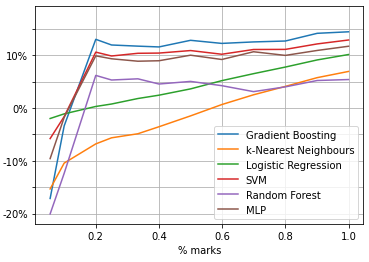 10%
0%
-10%
-20%
0.2 0.4 0.6 0.8 1.0
% marks
Gradient Boosting
k-Nearest Neighbours
Logistic Regression
SVM
Random Forest
MLP